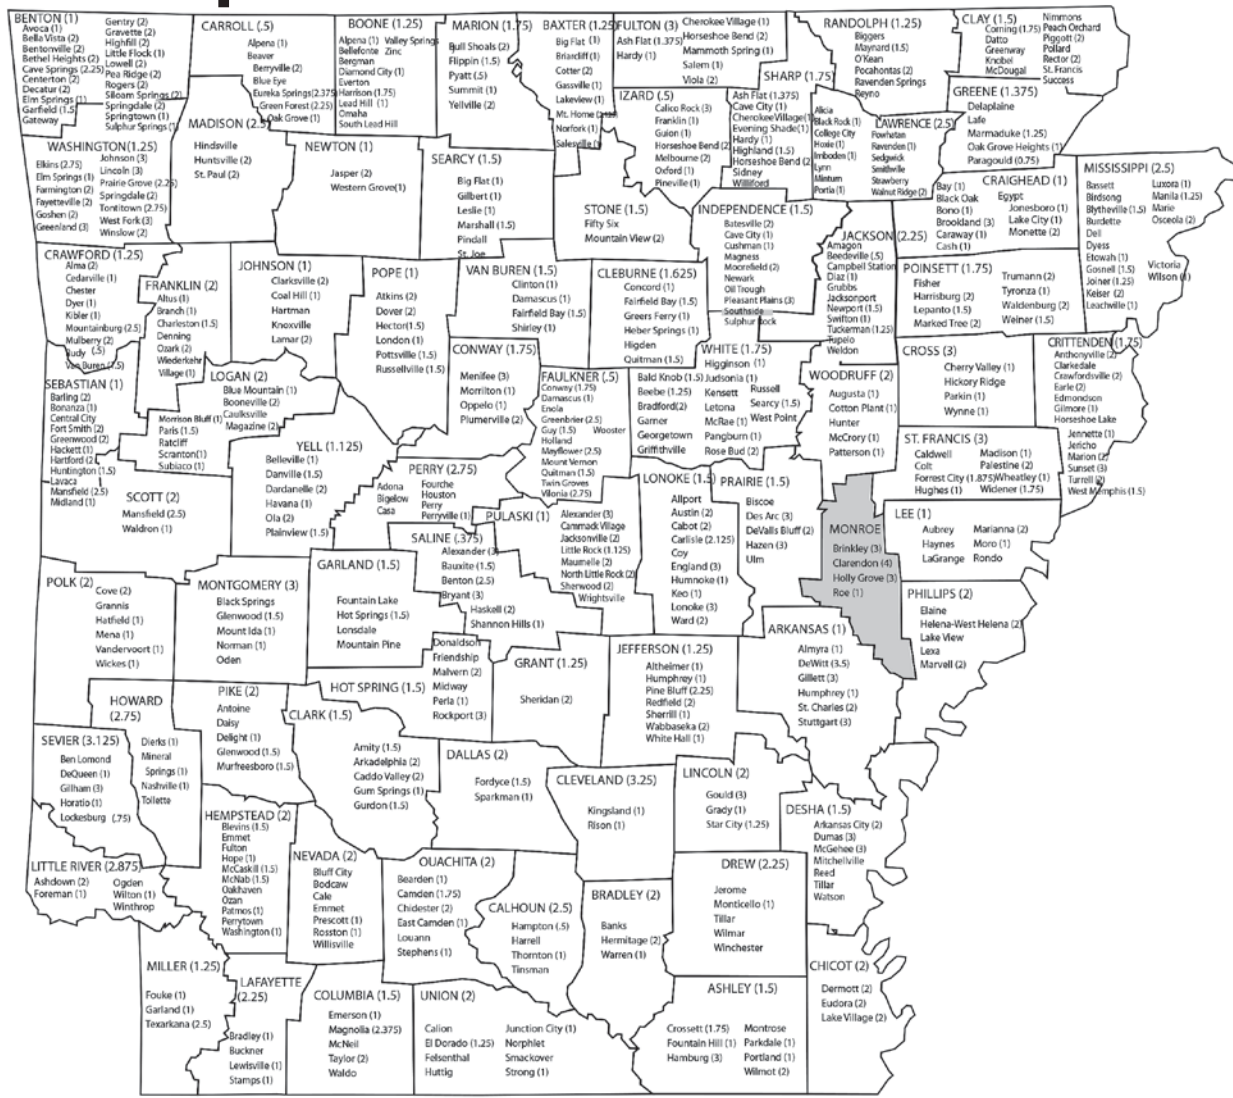 BENTON (1)
Avoca (1)
Bella Vista (2)
Bentonville (2)
Bethel Heights (2)
Cave Springs (2.25)
Centerton (2)
Decatur (2)
Elm Springs (1)
Garfield (1.5)
Gateway
Gentry (2)
Gravette (2)
Highfill (2)
Little Flock (1)
Lowell (2)
Pea Ridge (2)
Rogers (2)
Siloam Springs (2)
Springdale (2)
Springtown (1)
Sulphur Springs (1)
CARROLL (.5)
Alpena (1)
Beaver
Berryville (2)
Blue Eye
Eureka Springs(2.375)
Green Forest (2.25)
Oak Grove (1)
BOONE (1.25)
Alpena (1) Valley Springs
Bellefonte Zinc
Bergman
Diamond City (1)
Everton
Harrison (1.75)
Lead Hill (1)
Omaha
South Lead Hill
MARION (1.75)
Bull Shoals (2)
Flippin (1.5)
Pyatt (.5)
Summit (1)
Yellville (2)
BAXTER (1.25)
Big Flat (1)
Briarcliff (1)
Cotter (2)
Gassville (1)
Lakeview (1)
Mt. Home (2.125)
Norfork (1)
Salesville (1)
FULTON (3)
Ash Flat (1.375)
Hardy (1)
Cherokee Village (1)
Horseshoe Bend (2)
Mammoth Spring (1)
Salem (1)
Viola (2)
SHARP (1.75)
Ash Flat (1.375)
Cave City (1)
CherokeeVillage(1)
Evening Shade(1)
Hardy (1)
Highland (1.5)
Horseshoe Bend (2)
Sidney
Williford
RANDOLPH (1.25)
Biggers
Maynard (1.5)
O'Kean
Pocahontas (2)
Ravenden Springs
Reyno
CLAY (1.5)
Corning (1.75)
Datto
Greenway
Knobel
McDougal
Nimmons
Peach Orchard
Piggott (2)
Pollard
Rector (2)
St. Francis
Success
GREENE (1.375)
Delaplaine
Lafe
Marmaduke (1.25)
Oak Grove Heights (1)
Paragould (0.75)
IZARD (.5)
Calico Rock (3)
Franklin (1)
Guion (1)
Horseshoe Bend (2)
Melbourne (2)
Oxford (1)
Pineville (1)
LAWRENCE (2.5)
Alicia
Black Rock (1)
College City
Hoxie (1)
Imboden (1)
Lynn
Minturn
Portia (1)
Powhatan
Ravenden (1)
Sedgwick
Smithville
Strawberry
Walnut Ridge (2)
MADISON (2.5)
Hindsville
Huntsville (2)
St. Paul (2)
WASHINGTON(1.25)
Elkins (2.75)
Elm Springs (1)
Farmington (2)
Fayetteville (2)
Goshen (2)
Greenland (3)
Johnson (3)
Lincoln (3)
Prairie Grove (2.25)
Springdale (2)
Tontitown (2.75)
West Fork (3)
Winslow (2)
NEWTON (1)
Jasper (2)
Western Grove(1)
SEARCY (1.5)
Big Flat (1)
Gilbert (1)
Leslie (1)
Marshall (1.5)
Pindall
St. Joe
STONE (1.5)
Fifty Six
Mountain View (2)
INDEPENDENCE (1.5)
Batesville (2)
Cave City (1)
Cushman (1)
Magness
Moorefield (2)
Newark
Oil Trough
Pleasant Plains (3)
Southside
Sulphur Rock
JACKSON (2.25)
Amagon
Beedeville (.5)
Campbell Station
Diaz (1)
Grubbs
Jacksonport
Newport (1.5)
Swifton (1)
Tuckerman (1.25)
Tupelo
Weldon
CRAIGHEAD (1)
Bay (1)
Black Oak
Bono (1)
Brookland (3)
Caraway (1)
Cash (1)
Egypt
Jonesboro (1)
Lake City (1)
Monette (2)
MISSISSIPPI (2.5)
Bassett
Birdsong
Blytheville (1.5)
Burdette
Dell
Dyess
Etowah (1)
Gosnell (1.5)
Joiner (1.25)
Keiser (2)
Leachville (1)
Luxora (1)
Manila (1.25)
Marie
Osceola (2)
Victoria
Wilson (1)
POINSETT (1.75)
Fisher
Harrisburg (2)
Lepanto (1.5)
Marked Tree (2)
Trumann (2)
Tyronza (1)
Waldenburg (2)
Weiner (1.5)
CRAWFORD (1.25)
Alma (2)
Cedarville (1)
Chester
Dyer (1)
Kibler (1)
Mountainburg (2.5)
Mulberry (2)
Rudy (.5)
Van Buren (1.5)
FRANKLIN (2)
Altus (1)
Branch (1)
Charleston (1.5)
Denning
Ozark (2)
Wiederkehr
Village (1)
JOHNSON (1)
Clarksville (2)
Coal Hill (1)
Hartman
Knoxville
Lamar (2)
POPE (1)
Atkins (2)
Dover (2)
Hector(1.5)
London (1)
Pottsville (1.5)
Russellville (1.5)
VAN BUREN (1.5)
Clinton (1)
Damascus (1)
Fairfield Bay (1.5)
Shirley (1)
CLEBURNE (1.625)
Concord (1)
Fairfield Bay (1.5)
Greers Ferry (1)
Heber Springs (1)
Higden
Quitman (1.5)
CONWAY (1.75)
Menifee (3)
Morrilton (1)
Oppelo (1)
Plumerville (2)
FAULKNER (.5)
Conway (1.75)
Damascus (1)
Enola
Greenbrier (2.5)
Guy (1.5) Wooster
Holland
Mayflower (2.5)
Mount Vernon
Quitman (1.5)
Twin Groves
Vilonia (2.75)
WHITE (1.75)
Bald Knob (1.5)
Beebe (1.25)
Bradford(2)
Garner
Georgetown
Griffithville
Higginson (1)
Judsonia (1)
Kensett
Letona
McRae (1)
Pangburn (1)
Rose Bud (2)
Russell
Searcy (1.5)
West Point
WOODRUFF (2)
Augusta (1)
Cotton Plant (1)
Hunter
McCrory (1)
Patterson (1)
CROSS (3)
Cherry Valley (1)
Hickory Ridge
Parkin (1)
Wynne (1)
CRITTENDEN (1.75)
Anthonyville (2)
Clarkedale
Crawfordsville (2)
Earle (2)
Edmondson
Gilmore (1)
Horseshoe Lake
Jennette (1)
Jericho
Marion (2)
Sunset (3)
Turrell (2)
West Memphis (1.5)
SEBASTIAN (1)
Barling (2)
Bonanza (1)
Central City
Fort Smith (2)
Greenwood (2)
Hackett (1)
Hartford (2)
Huntington (1.5)
Lavaca
Mansfield (2.5)
Midland (1)
LOGAN (2)
Blue Mountain (1)
Booneville (2)
Caulksville
Magazine (2)
Morrison Bluff (1)
Paris (1.5)
Ratcliff
Scranton(1)
Subiaco (1)
YELL (1.125)
Belleville (1)
Danville (1.5)
Dardanelle (2)
Havana (1)
Ola (2)
Plainview (1.5)
PERRY (2.75)
Adona
Bigelow
Casa
Fourche
Houston
Perry
Perryville (1)
ST. FRANCIS (3)
Caldwell
Colt
Forrest City (1.875)
Hughes (1)
Madison (1)
Palestine (2)
Wheatley (1)
Widener (1.75)
SCOTT (2)
Mansfield (2.5)
Waldron (1)
PULASKI (1)
Alexander (3)
Cammack Village
Jacksonville (2)
Little Rock (1.125)
Maumelle (2)
North Little Rock (2)
Sherwood (2)
Wrightsville
LONOKE (1.5)
Allport
Austin (2)
Cabot (2)
Carlisle (2.125)
Coy
England (3)
Humnoke (1)
Keo (1)
Lonoke (3)
Ward (2)
PRAIRIE (1.5)
Biscoe
Des Arc (3)
DeValls Bluff (2)
Hazen (3)
Ulm
MONROE
Brinkley (3)
Clarendon (4)
Holly Grove (3)
Roe (1)
LEE (1)
Aubrey
Haynes
LaGrange
Marianna (2)
Moro (1)
Rondo
SALINE (.375)
Alexander (3)
Bauxite (1.5)
Benton (2.5)
Bryant (3)
Haskell (2)
Shannon Hills (1)
GARLAND (1.5)
Fountain Lake
Hot Springs (1.5)
Lonsdale
Mountain Pine
POLK (2)
Cove (2)
Grannis
Hatfield (1)
Mena (1)
Vandervoort (1)
Wickes (1)
MONTGOMERY (3)
Black Springs
Glenwood (1.5)
Mount Ida (1)
Norman (1)
Oden
PHILLIPS (2)
Elaine
Helena-West Helena (2)
Lake View
Lexa
Marvell (2)
ARKANSAS (1)
Almyra (1)
DeWitt (3.5)
Gillett (3)
Humphrey (1)
St. Charles (2)
Stuttgart (3)
JEFFERSON (1.25)
Altheimer (1)
Humphrey (1)
Pine Bluff (2.25)
Redfield (2)
Sherrill (1)
Wabbaseka (2)
White Hall (1)
GRANT (1.25)
Sheridan (2)
HOT SPRING (1.5)
Donaldson
Friendship
Malvern (2)
Midway
Perla (1)
Rockport (3)
HOWARD
(2.75)
Dierks (1)
Mineral
Springs (1)
Nashville (1)
Tollette
PIKE (2)
Antoine
Daisy
Delight (1)
Glenwood (1.5)
Murfreesboro (1.5)
CLARK (1.5)
Amity (1.5)
Arkadelphia (2)
Caddo Valley (2)
Gum Springs (1)
Gurdon (1.5)
SEVIER (3.125)
Ben Lomond
DeQueen (1)
Gilham (3)
Horatio (1)
Lockesburg (.75)
DALLAS (2)
Fordyce (1.5)
Sparkman (1)
CLEVELAND (3.25)
Kingsland (1)
Rison (1)
LINCOLN (2)
Gould (3)
Grady (1)
Star City (1.25)
DESHA (1.5)
Arkansas City (2)
Dumas (3)
McGehee (3)
Mitchellville
Reed
Tillar
Watson
HEMPSTEAD (2)
Blevins (1.5)
Emmet
Fulton
Hope (1)
McCaskill (1.5)
McNab (1.5)
Oakhaven
Ozan
Patmos (1)
Perrytown
Washington (1)
LITTLE RIVER (2.875)
Ashdown (2)
Foreman (1)
Ogden
Wilton (1)
Winthrop
NEVADA (2)
Bluff City
Bodcaw
Cale
Emmet
Prescott (1)
Rosston (1)
Willisville
OUACHITA (2)
Bearden (1)
Camden (1.75)
Chidester (2)
East Camden (1)
Louann
Stephens (1)
CALHOUN (2.5)
Hampton (.5)
Harrell
Thornton (1)
Tinsman
BRADLEY (2)
Banks
Hermitage (2)
Warren (1)
DREW (2.25)
Jerome
Monticello (1)
Tillar
Wilmar
Winchester
MILLER (1.25)
Fouke (1)
Garland (1)
Texarkana (2.5)
LAFAYETTE
(2.25)
Bradley (1)
Buckner
Lewisville (1)
Stamps (1)
COLUMBIA (1.5)
Emerson (1)
Magnolia (2.375)
McNeil
Taylor (2)
Waldo
UNION (2)
Calion
El Dorado (1.25)
Felsenthal
Huttig
Junction City (1)
Norphlet
Smackover
Strong (1)
ASHLEY (1.5)
Crossett (1.75)
Fountain Hill (1)
Hamburg (3)
Montrose
Parkdale (1)
Portland (1)
Wilmot (2)
CHICOT (2)
Dermott (2)
Eudora (2)
Lake Village (2)